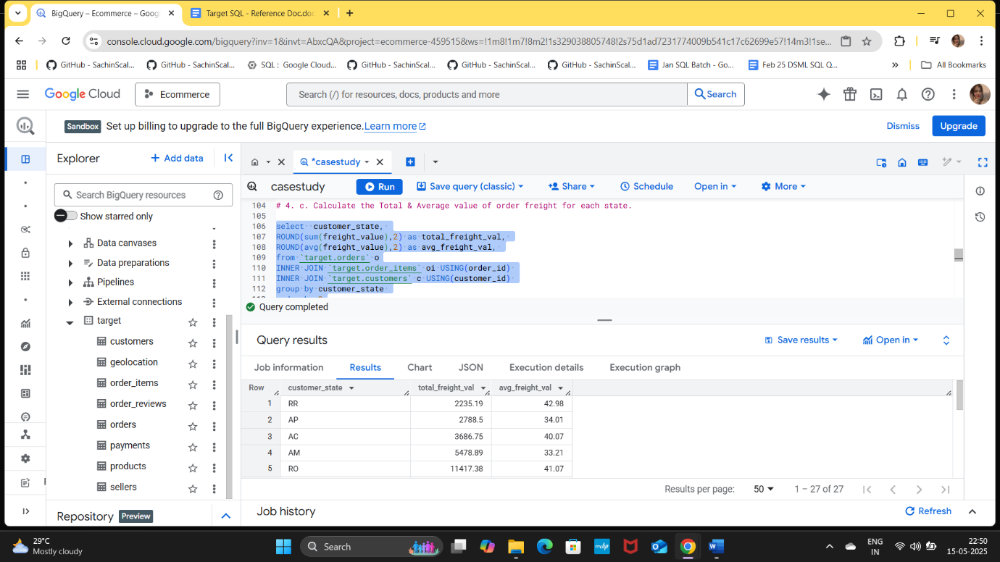 BigQuery – Ecommerce – Goog
Target SQL - Reference Doc.doc
console.cloud.google.com/bigquery?inv=1&invt=AbxcQA&project=ecommerce-459515&ws=!1m8!1m7!8m2!1s329038805748!2s75d1ad7231774009b541c17c62699e57!14m3!1se...
GitHub - SachinScal...
GitHub - SachinScal...
SQL : Google Cloud...
GitHub - SachinScal...
GitHub - SachinScal...
GitHub - SachinScal...
Jan SQL Batch - Go...
Feb 25 DSML SQL Q...
All Bookmarks
Google Cloud
Ecommerce
Search (/) for resources, docs, products and more
Search
Sandbox
Set up billing to upgrade to the full BigQuery experience. Learn more
Dismiss
Upgrade
Explorer
+ Add data
Search BigQuery resources
Show starred only
Data canvases
Data preparations
Pipelines
External connections
target
customers
geolocation
order_items
order_reviews
orders
payments
products
sellers
Repository
Preview
*casestudy
casestudy
Run
Save query (classic)
Share
Schedule
Open in
More
104 # 4. c. Calculate the Total & Average value of order freight for each state.
105
106 select customer_state,
107 ROUND(sum(freight_value),2) as total_freight_val,
108 ROUND(avg(freight_value),2) as avg_freight_val,
109 from `target.orders` o
110 INNER JOIN `target.order_items` oi USING(order_id)
111 INNER JOIN `target.customers` c USING(customer_id)
112 group by customer_state
Query completed
Query results
Save results
Open in
Job information
Results
Chart
JSON
Execution details
Execution graph
Row customer_state total_freight_val avg_freight_val
1 RR 2235.19 42.98
2 AP 2788.5 34.01
3 AC 3686.75 40.07
4 AM 5478.89 33.21
5 RO 11417.38 41.07
Results per page: 50 1 – 27 of 27
Job history
Refresh
29°C
Mostly cloudy
Search
myhp
ENG
IN
22:50
15-05-2025